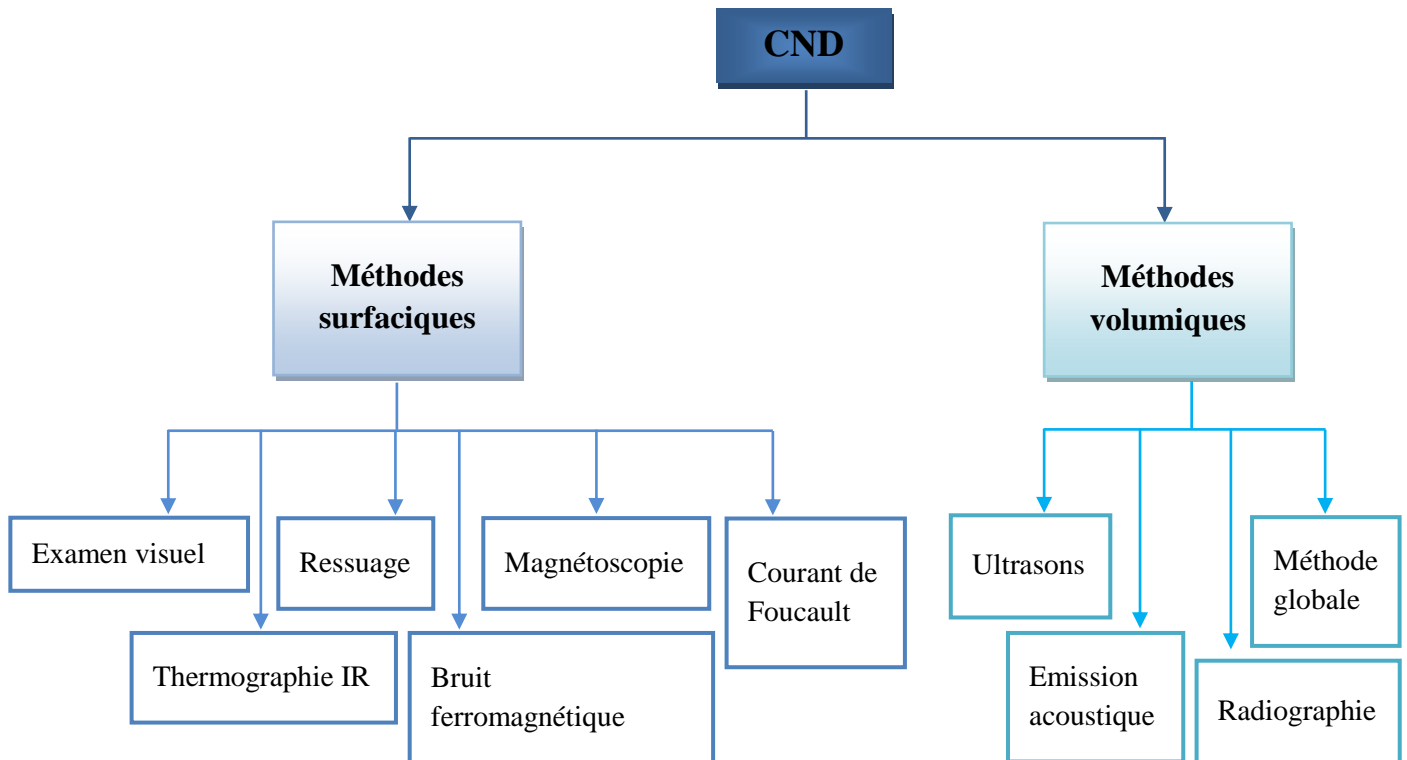 CND
Méthodes
surfaciques
Méthodes
volumiques
Examen visuel
Thermographie IR
Ressuage
Bruit
ferromagnétique
Magnétoscopie
Courant de
Foucault
Ultrasons
Emission
acoustique
Radiographie
Méthode
globale